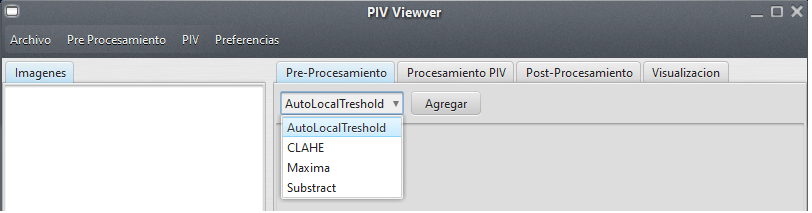 PIV Viewver
Archivo Pre Procesamiento PIV Preferencias
Imagenes Pre-Procesamiento Procesamiento PIV Post-Procesamiento Visualizacion
AutoLocalTreshold Agregar
AutoLocalTreshold
CLAHE
Maxima
Substract